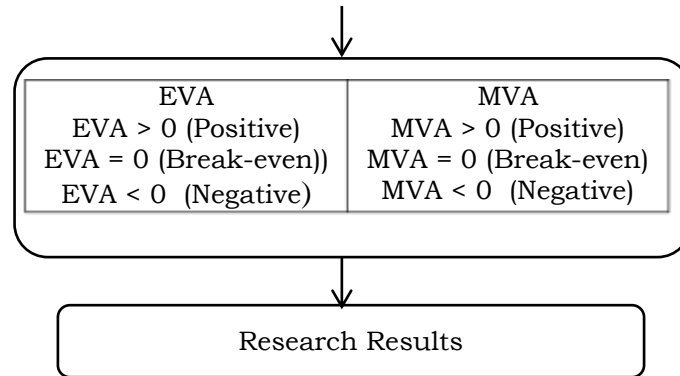 EVA
EVA > 0 (Positive)
EVA = 0 (Break-even))
EVA < 0 (Negative)
MVA
MVA > 0 (Positive)
MVA = 0 (Break-even)
MVA < 0 (Negative)
Research Results